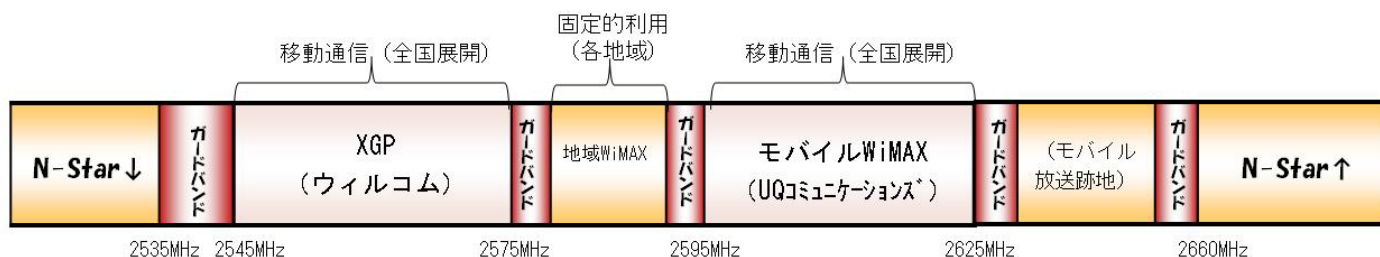 固定的利用
(各地域)
移動通信 (全国展開)
移動通信 (全国展開)
N-Star↓
ガードバンド
XGP
(ウィルコム)
ガードバンド
地域WiMAX
ガードバンド
モバイルWiMAX
(UQコミュニケーションズ)
ガードバンド
(モバイル
放送跡地)
ガードバンド
N-Star↑
2535MHz 2545MHz 2575MHz 2595MHz 2625MHz 2660MHz